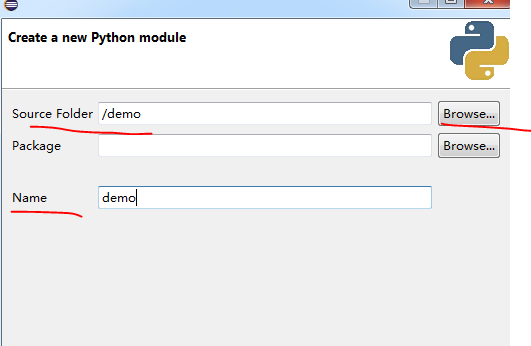 Create a new Python module
Source Folder /demo Browse...
Package Browse...
Name demo